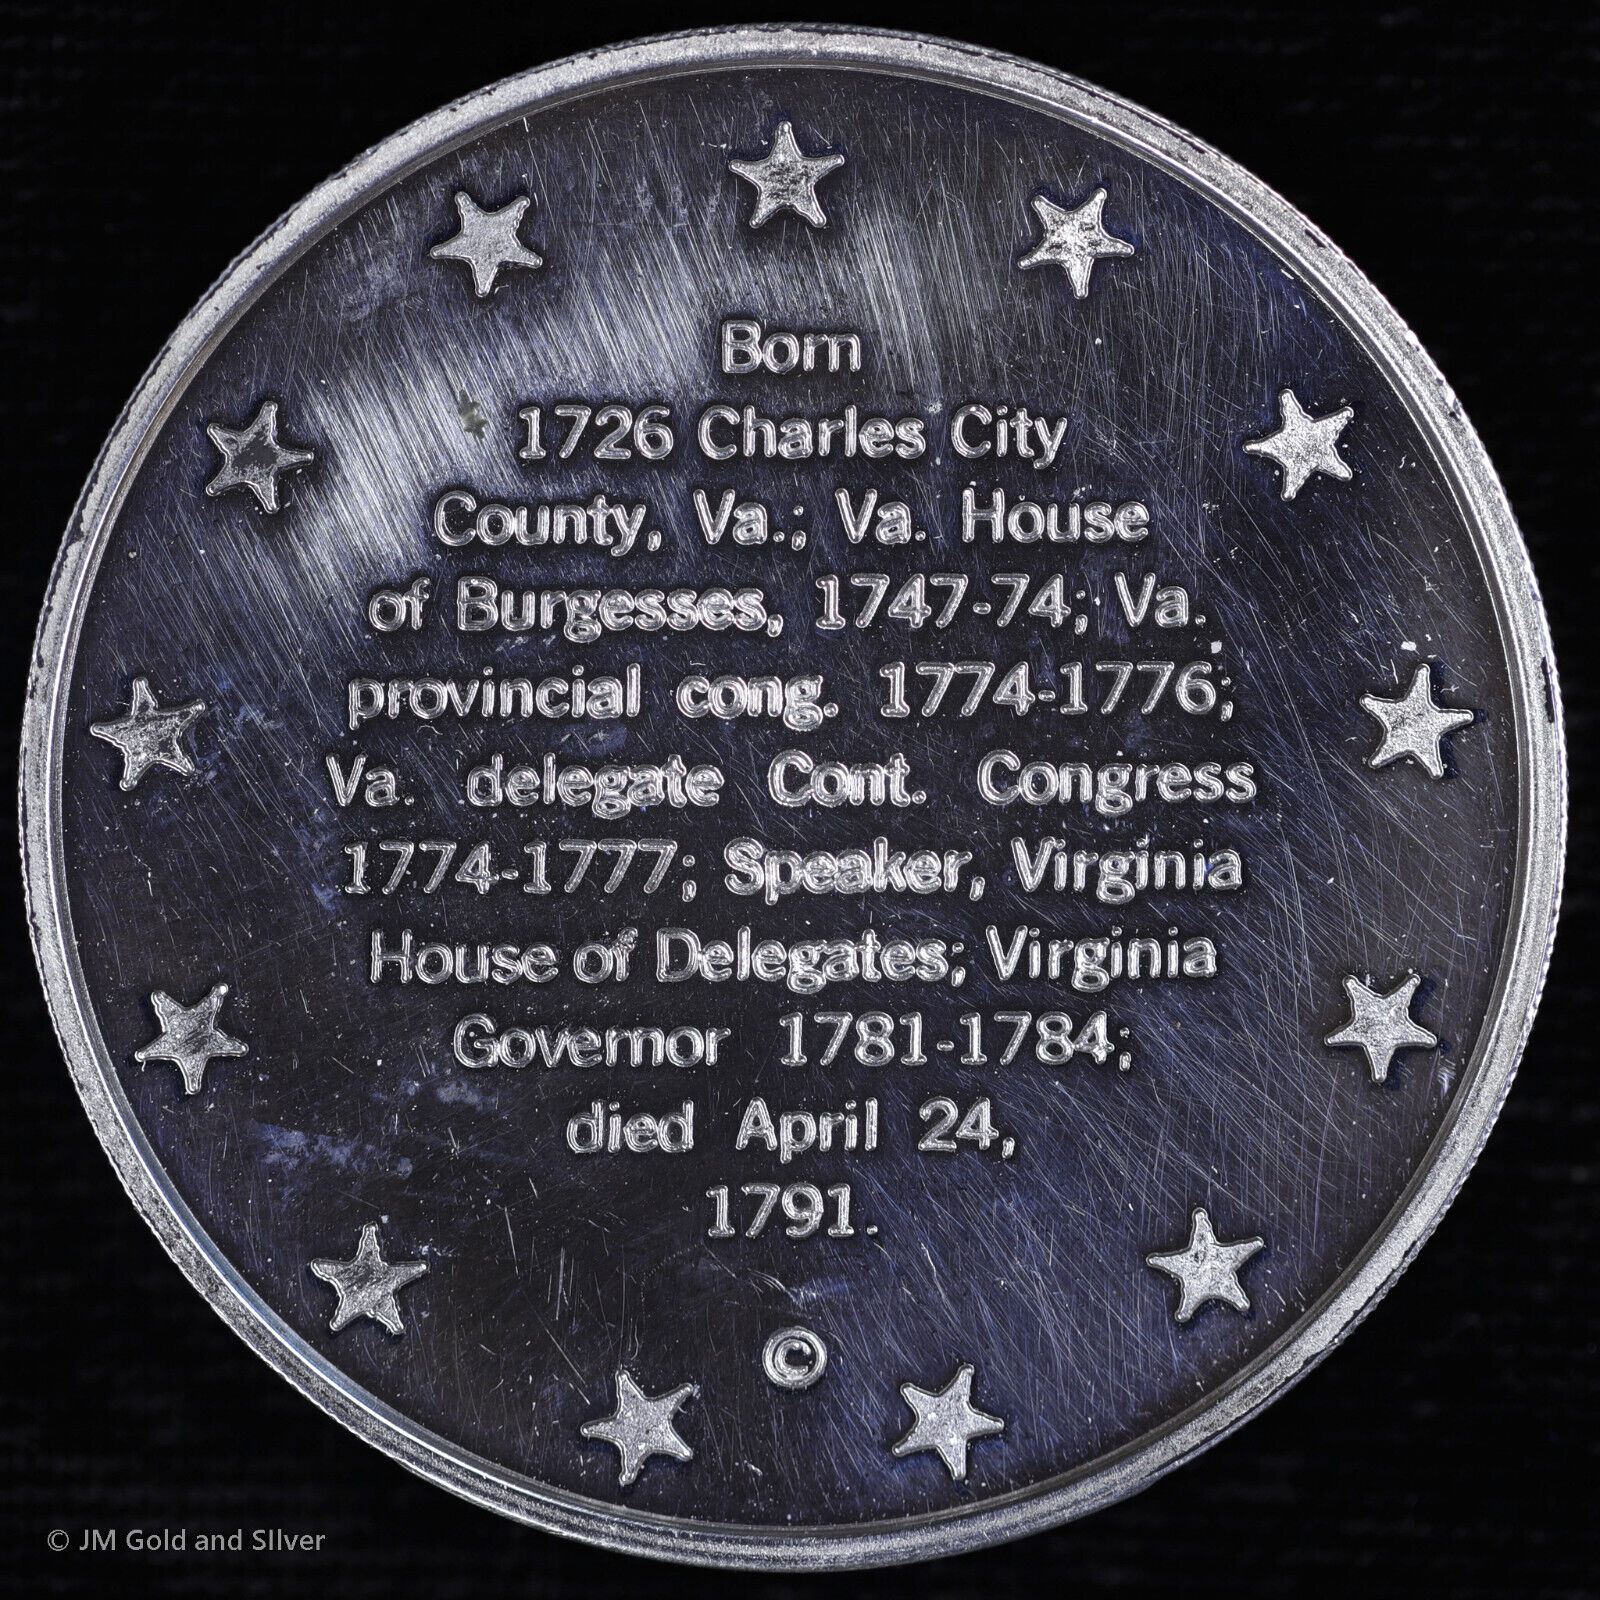 Born
1726 Charles City
County, Va.; Va. House
of Burgesses, 1747-74; Va.
provincial cong. 1774-1776;
Va. delegate Cont. Congress
1774-1777; Speaker, Virginia
House of Delegates; Virginia
Governor 1781-1784;
died April 24,
1791.
©
© JM Gold and SIlver